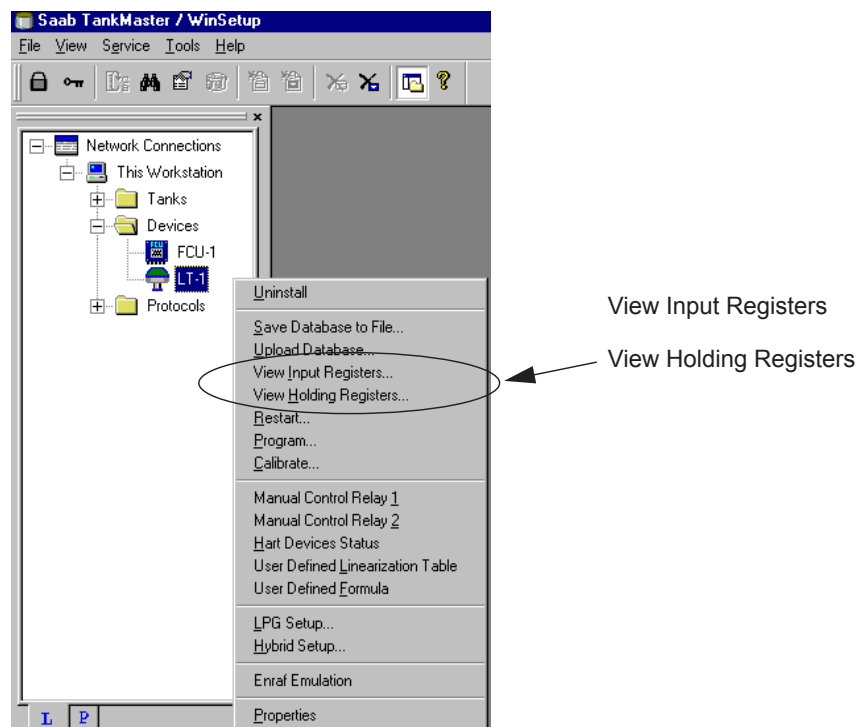 Saab TankMaster / WinSetup
File View Service Tools Help
Network Connections
This Workstation
Tanks
Devices
FCU
FCU-1
LT-1
Protocols
Uninstall
Save Database to File...
Upload Database...
View Input Registers...
View Holding Registers...
Restart...
Program...
Calibrate...
Manual Control Relay 1
Manual Control Relay 2
Hart Devices Status
User Defined Linearization Table
User Defined Formula
LPG Setup...
Hybrid Setup...
Enraf Emulation
Properties
L P
View Input Registers
View Holding Registers